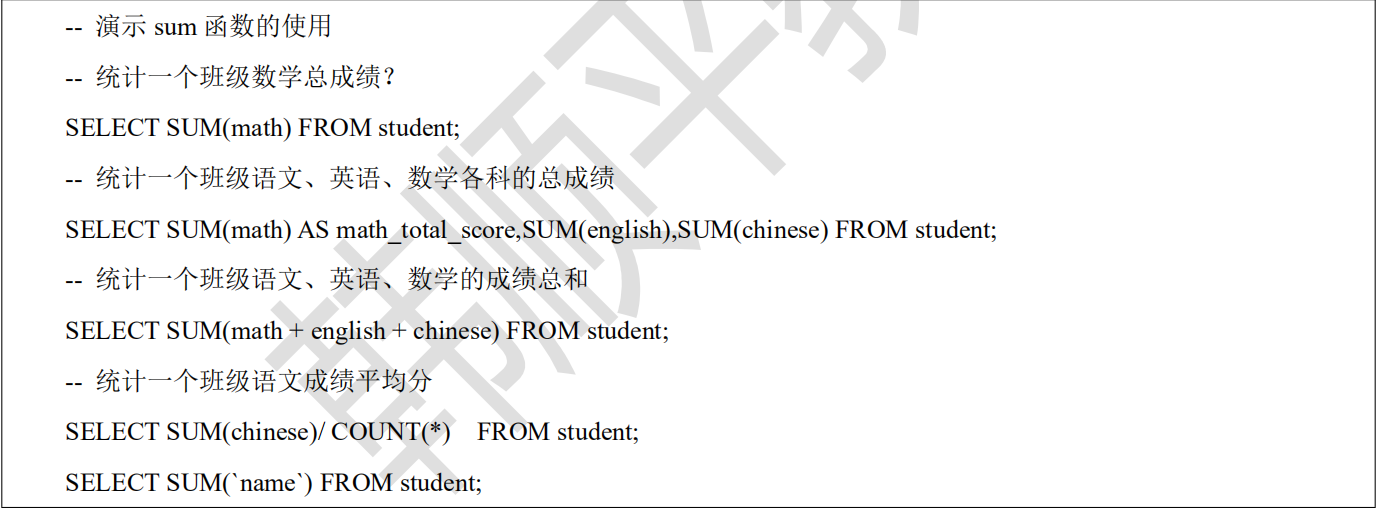 -- 演示 sum 函数的使用
-- 统计一个班级数学总成绩？
SELECT SUM(math) FROM student;
-- 统计一个班级语文、英语、数学各科的总成绩
SELECT SUM(math) AS math_total_score,SUM(english),SUM(chinese) FROM student;
-- 统计一个班级语文、英语、数学的成绩总和
SELECT SUM(math + english + chinese) FROM student;
-- 统计一个班级语文成绩平均分
SELECT SUM(chinese)/ COUNT(*) FROM student;
SELECT SUM(`name`) FROM student;
韩顺平